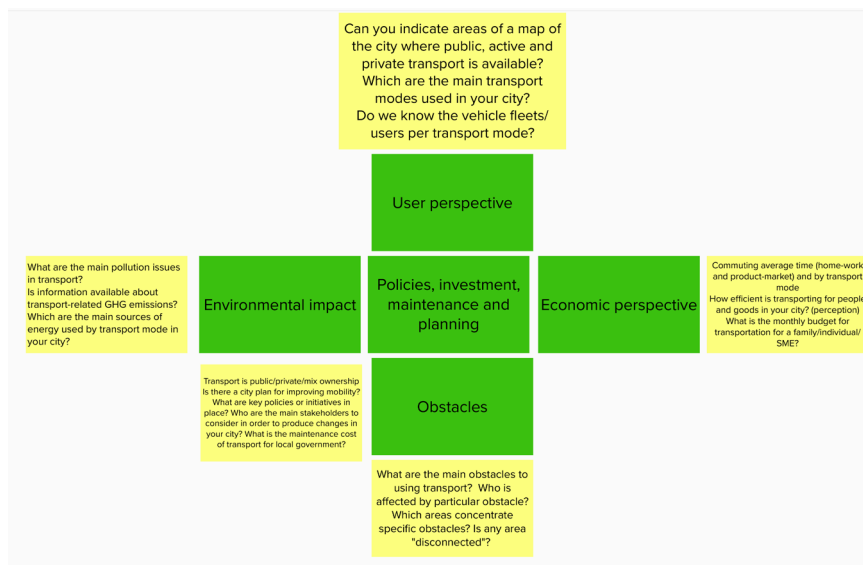 Can you indicate areas of a map of
the city where public, active and
private transport is available?
Which are the main transport
modes used in your city?
Do we know the vehicle fleets/
users per transport mode?
User perspective
What are the main pollution issues
in transport?
Is information available about
transport-related GHG emissions?
Which are the main sources of
energy used by transport mode in
your city?
Environmental impact
Policies, investment,
maintenance and
planning
Economic perspective
Commuting average time (home-work
and product-market) and by transport
mode
How efficient is transporting for people
and goods in your city? (perception)
What is the monthly budget for
transportation for a family/individual/
SME?
Transport is public/private/mix ownership
Is there a city plan for improving mobility?
What are key policies or initiatives in
place? Who are the main stakeholders to
consider in order to produce changes in
your city? What is the maintenance cost
of transport for local government?
Obstacles
What are the main obstacles to
using transport? Who is
affected by particular obstacle?
Which areas concentrate
specific obstacles? Is any area
"disconnected"?